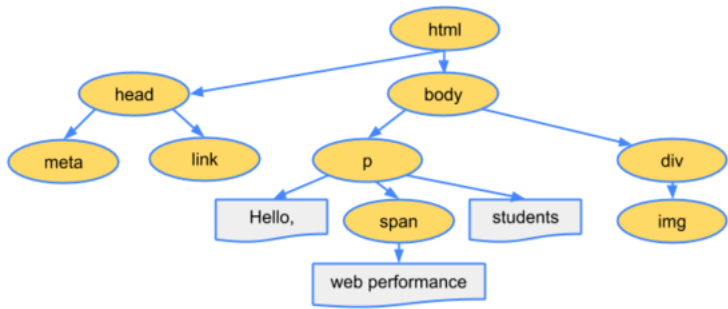 html
head
body
meta
link
p
div
Hello,
span
students
img
web performance